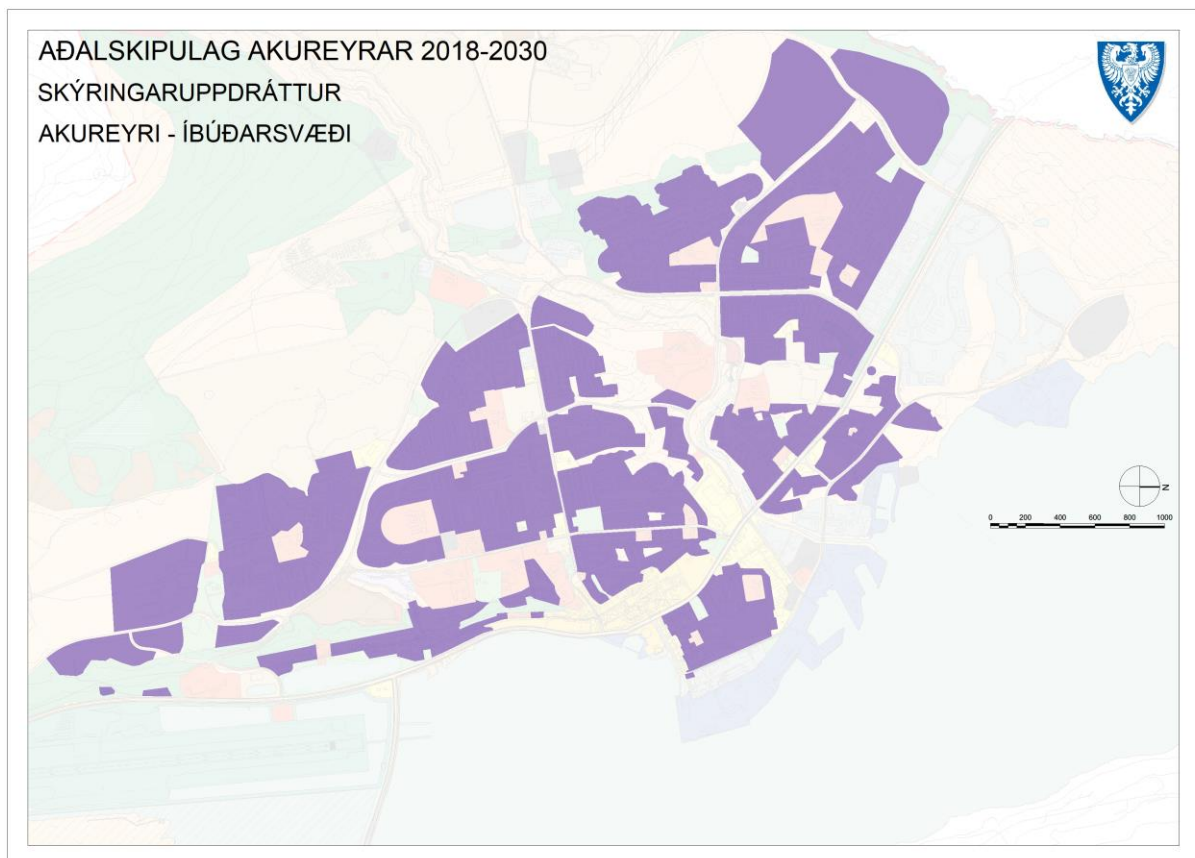 AÐALSKIPULAG AKUREYRAR 2018-2030
SKÝRINGARUPPDRÁTTUR
AKUREYRI - ÍBÚÐARSVÆÐI
N
0 200 400 600 800 1000